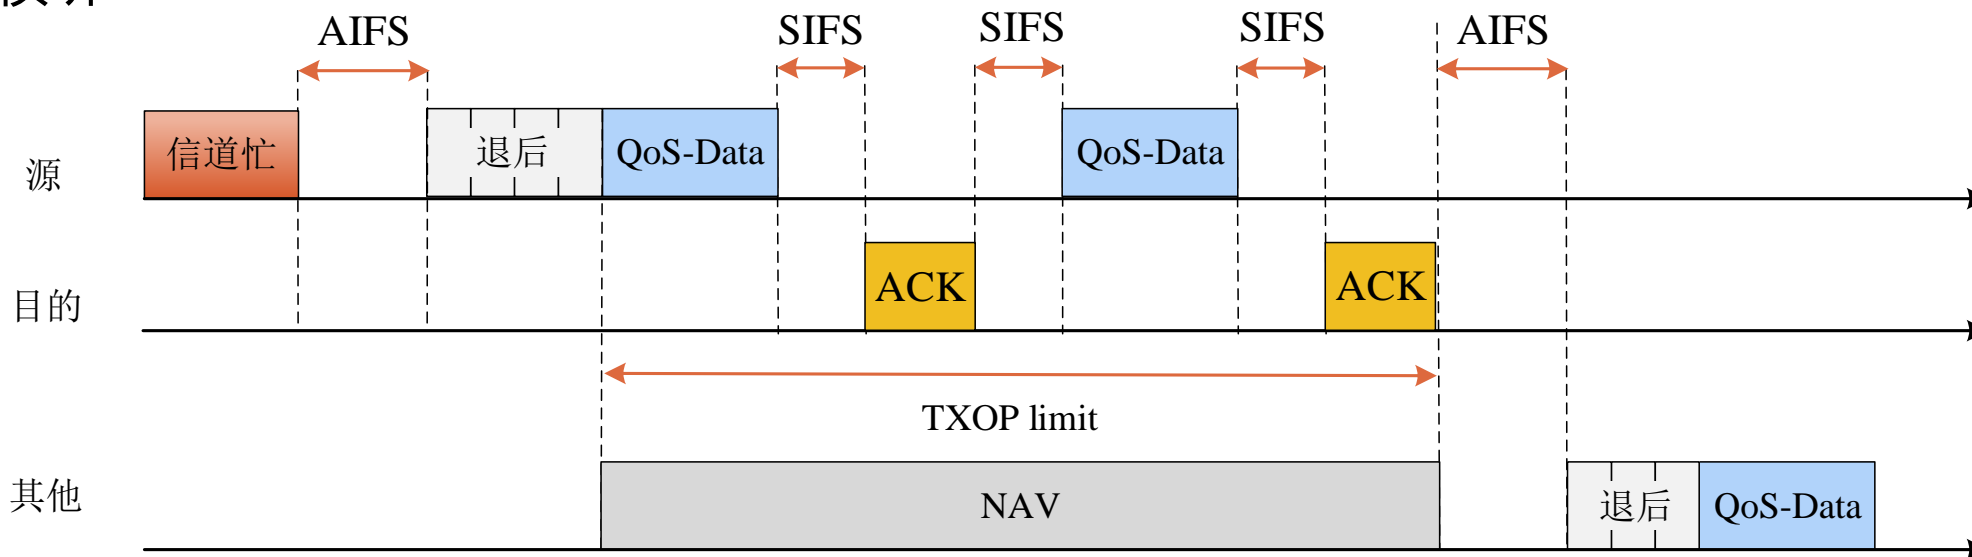 AIFS SIFS SIFS SIFS AIFS
源 信道忙 退后 QoS-Data QoS-Data
目的 ACK ACK
TXOP limit
其他 NAV 退后 QoS-Data